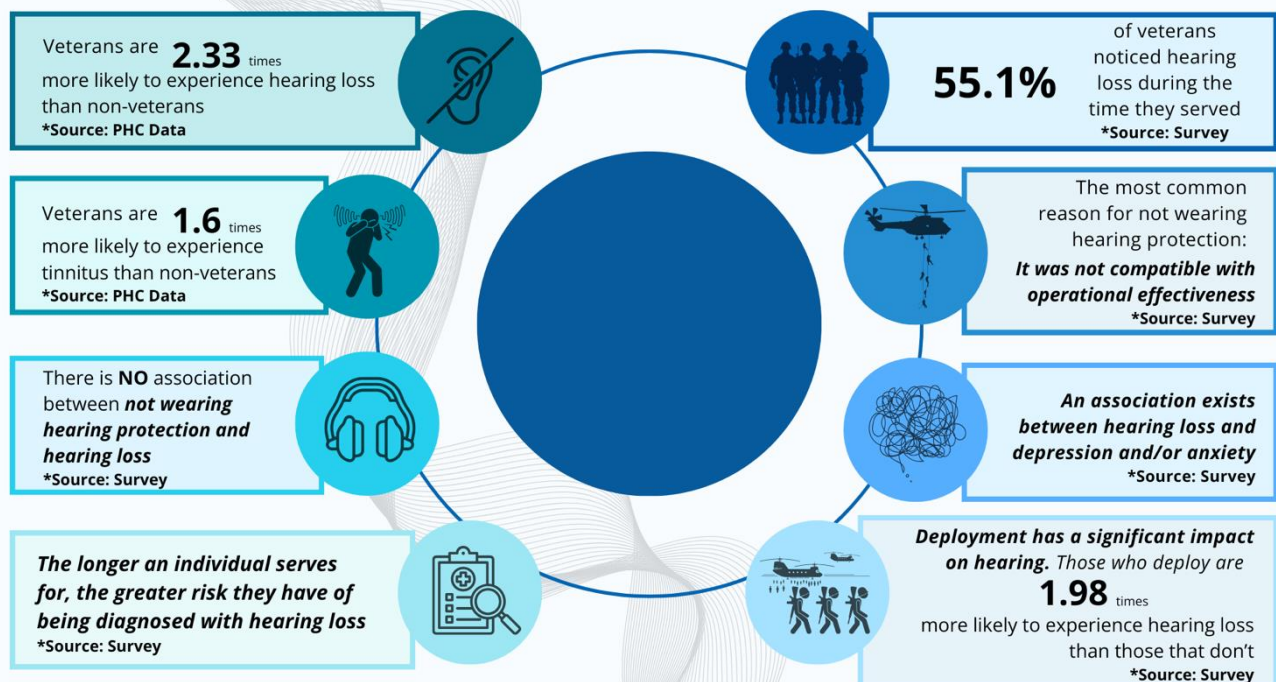 Veterans are 2.33 times
more likely to experience hearing loss
than non-veterans
*Source: PHC Data
Veterans are 1.6 times
more likely to experience
tinnitus than non-veterans
*Source: PHC Data
There is NO association
between not wearing
hearing protection and
hearing loss
*Source: Survey
The longer an individual serves
for, the greater risk they have of
being diagnosed with hearing loss
*Source: Survey
55.1%
of veterans
noticed hearing
loss during the
time they served
*Source: Survey
The most common
reason for not wearing
hearing protection:
It was not compatible with
operational effectiveness
*Source: Survey
An association exists
between hearing loss and
depression and/or anxiety
*Source: Survey
Deployment has a significant impact
on hearing. Those who deploy are
1.98 times
more likely to experience hearing loss
than those that don't
*Source: Survey